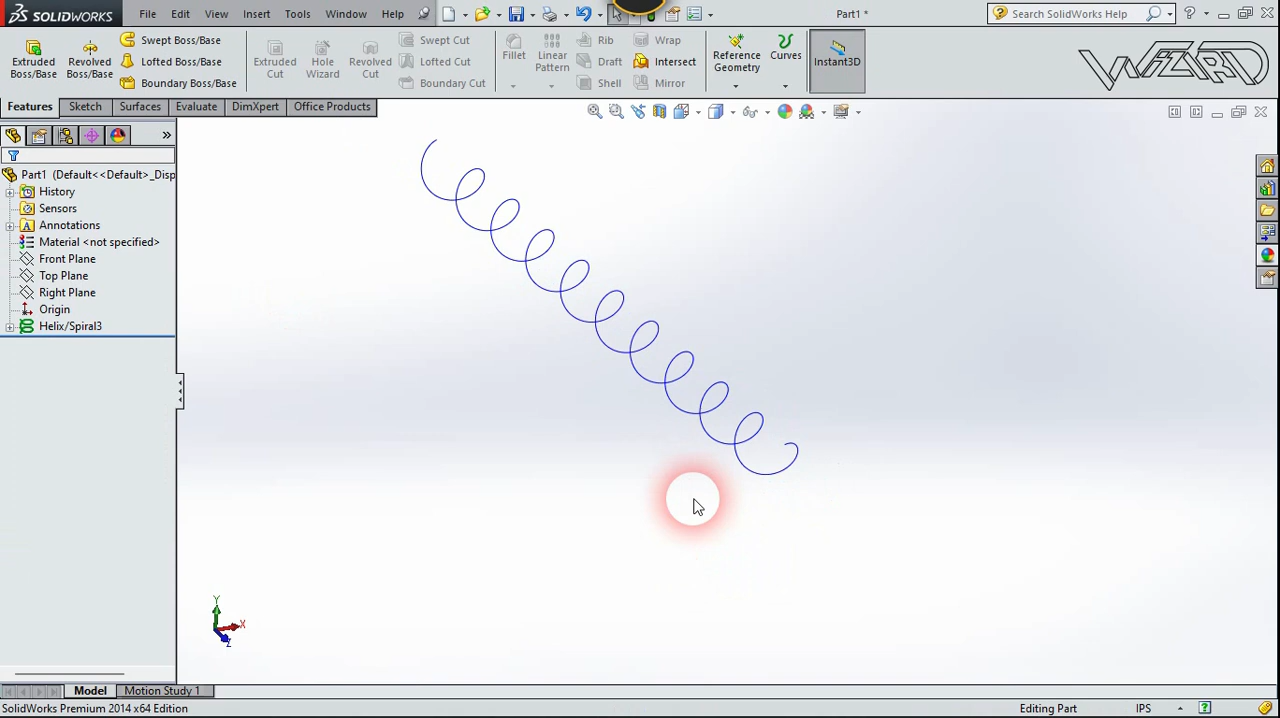 SOLIDWORKS File Edit View Insert Tools Window Help Part1 * Search SolidWorks Help
Extruded Boss/Base Revolved Boss/Base Swept Boss/Base Lofted Boss/Base Boundary Boss/Base Extruded Cut Hole Wizard Revolved Cut Swept Cut Lofted Cut Boundary Cut Fillet Linear Pattern Rib Draft Shell Wrap Intersect Mirror Reference Geometry Curves Instant3D WIZARD
Features Sketch Surfaces Evaluate DimXpert Office Products
Part1 (Default<<Default>_Disp
History
Sensors
Annotations
Material <not specified>
Front Plane
Top Plane
Right Plane
Origin
Helix/Spiral3
Y
X
Z
Model Motion Study 1
SolidWorks Premium 2014 x64 Edition Editing Part IPS